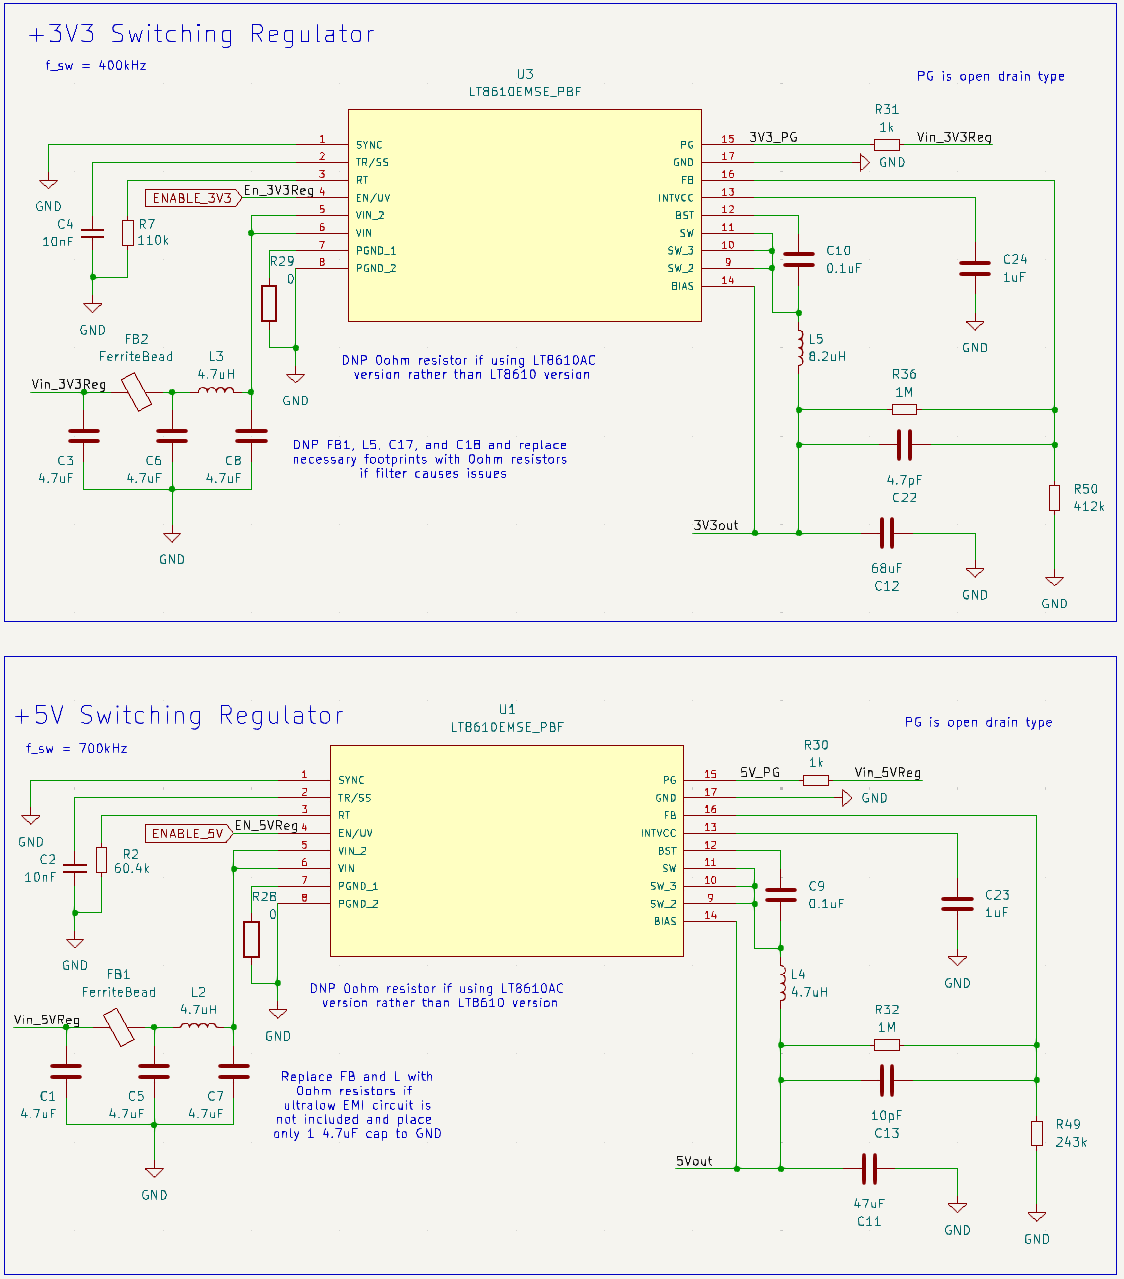 +3V3 Switching Regulator
f_sw = 400kHz
U3
LT8610EMSE_PBF
PG is open drain type
1 SYNC
2 TR/SS
3 RT
4 EN/UV
5 VIN_2
6 VIN
7 PGND_1
8 PGND_2
PG 15
GND 17
FB 16
INTVCC 13
BST 12
SW 11
SW_3 10
SW_2 9
BIAS 14
3V3_PG
R31
1k
Vin_3V3Reg
GND
GND
ENABLE_3V3
En_3V3Reg
C4
10nF
R7
110k
GND
R29
0
GND
C10
0.1uF
C24
1uF
GND
L5
8.2uH
DNP 0ohm resistor if using LT8610AC
version rather than LT8610 version
FB2
FerriteBead
L3
4.7uH
Vin_3V3Reg
C3
4.7uF
C6
4.7uF
C8
4.7uF
GND
DNP FB1, L5, C17, and C18 and replace
necessary footprints with 0ohm resistors
if filter causes issues
R36
1M
4.7pF
C22
R50
412k
3V3out
68uF
C12
GND
GND
+5V Switching Regulator
f_sw = 700kHz
U1
LT8610EMSE_PBF
PG is open drain type
1 SYNC
2 TR/SS
3 RT
4 EN/UV
5 VIN_2
6 VIN
7 PGND_1
8 PGND_2
PG 15
GND 17
FB 16
INTVCC 13
BST 12
SW 11
SW_3 10
SW_2 9
BIAS 14
5V_PG
R30
1k
Vin_5VReg
GND
GND
ENABLE_5V
EN_5VReg
C2
10nF
R2
60.4k
GND
R28
0
GND
C9
0.1uF
C23
1uF
GND
L4
4.7uH
DNP 0ohm resistor if using LT8610AC
version rather than LT8610 version
FB1
FerriteBead
L2
4.7uH
Vin_5VReg
C1
4.7uF
C5
4.7uF
C7
4.7uF
GND
Replace FB and L with
0ohm resistors if
ultralow EMI circuit is
not included and place
only 1 4.7uF cap to GND
R32
1M
10pF
C13
R49
243k
5Vout
47uF
C11
GND
GND